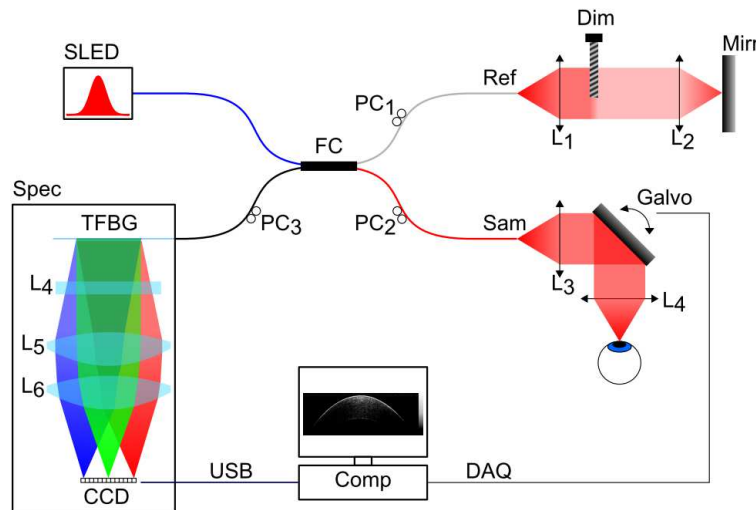 Dim
SLED
Mirr
Ref
PC1
L1
L2
FC
Spec
TFBG
PC3
PC2
Sam
Galvo
L4
L3
L4
L5
L6
USB
Comp
DAQ
CCD